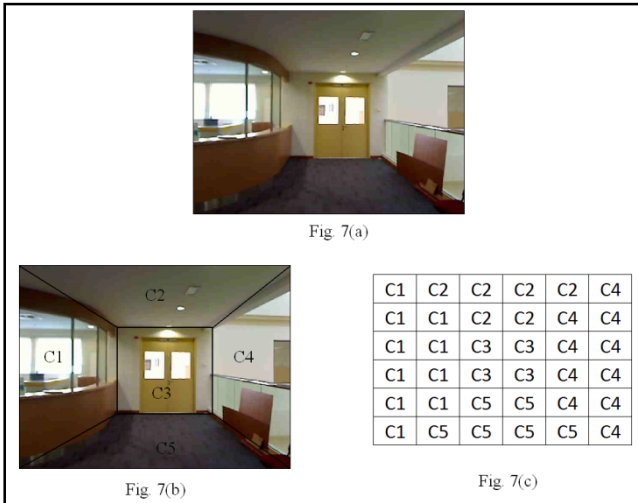 Fig. 7(a)
C2
C1
C4
C3
C5
Fig. 7(b)
C1 C2 C2 C2 C2 C4
C1 C1 C2 C2 C4 C4
C1 C1 C3 C3 C4 C4
C1 C1 C3 C3 C4 C4
C1 C1 C5 C5 C4 C4
C1 C5 C5 C5 C5 C4
Fig. 7(c)